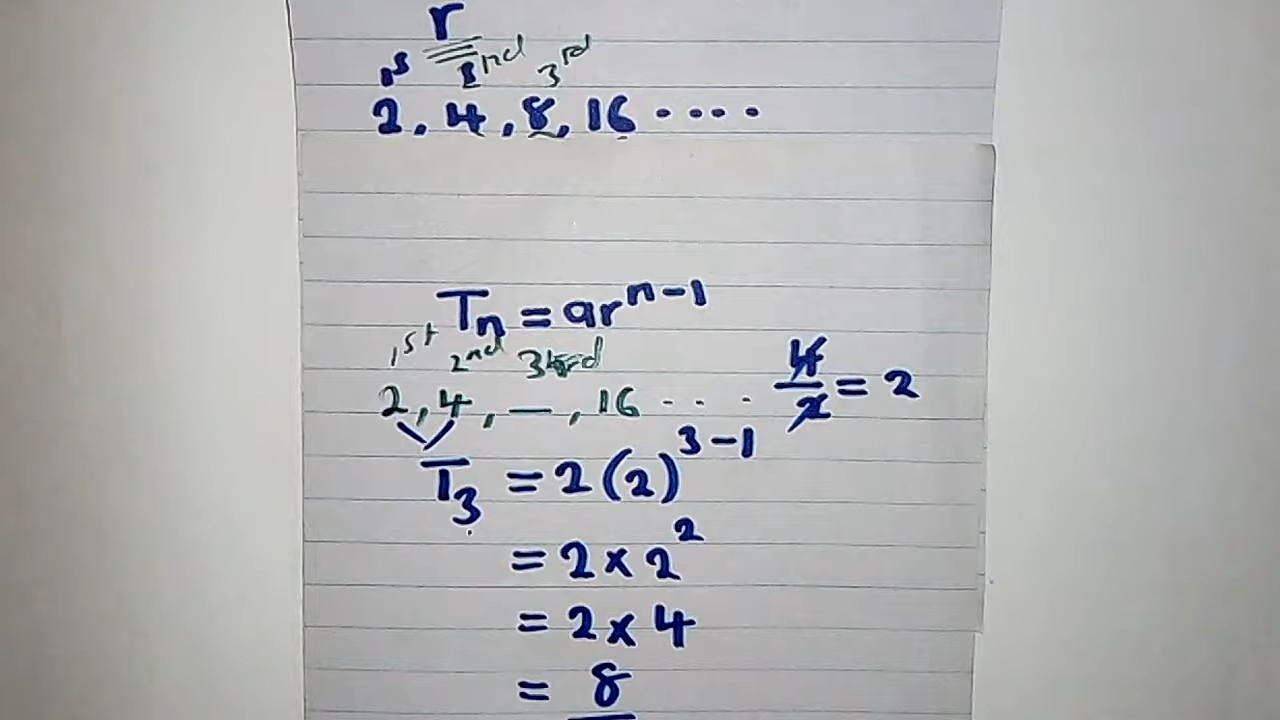 r
1st 2nd 3rd
2, 4, 8, 16 ....
Tn = ar^n-1
1st 2nd 3rd
2, 4, __, 16 . . . 4/2 = 2
T3 = 2(2)^3-1
= 2 × 2^2
= 2 × 4
= 8